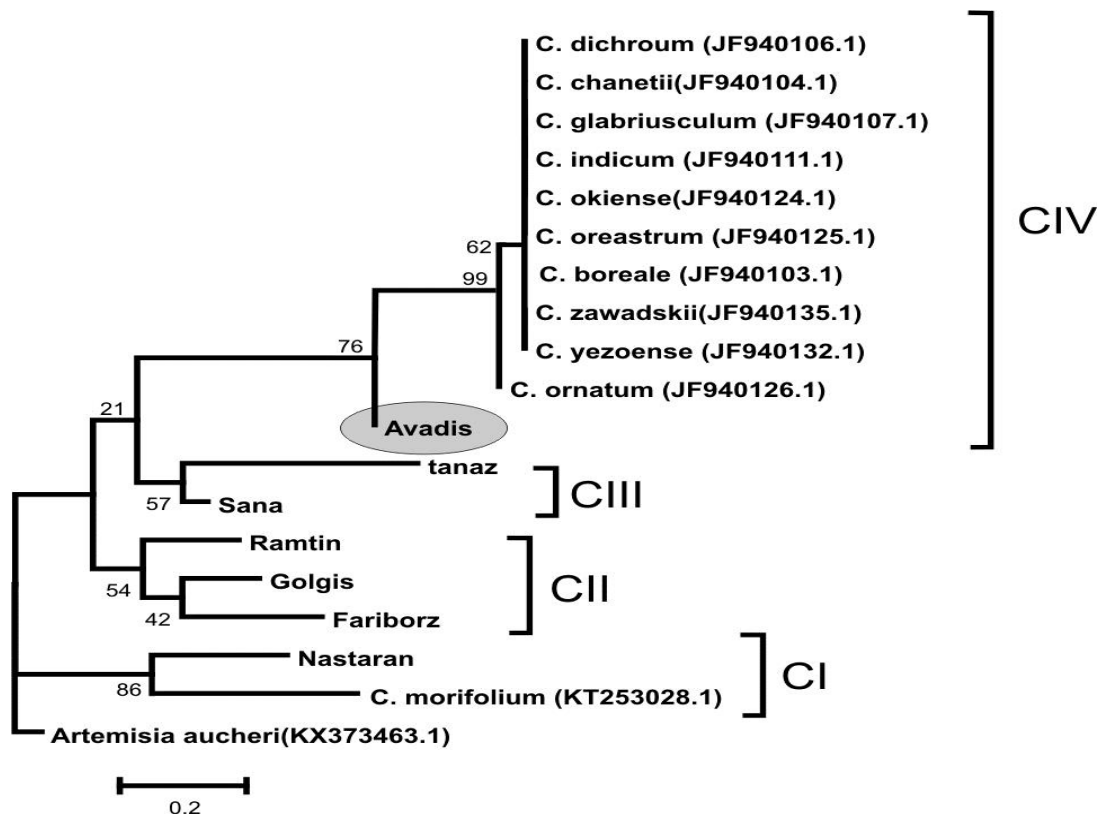 C. dichroum (JF940106.1)
C. chanetii(JF940104.1)
C. glabriusculum (JF940107.1)
C. indicum (JF940111.1)
C. okiense(JF940124.1)
CIV
C. oreastrum (JF940125.1)
62
C. boreale (JF940103.1)
99
C. zawadskii(JF940135.1)
76
C. yezoense (JF940132.1)
C. ornatum (JF940126.1)
21
Avadis
tanaz
57
Sana
CIII
Ramtin
54
Golgis
CII
42
Fariborz
Nastaran
86
C. morifolium (KT253028.1)
CI
Artemisia aucheri(KX373463.1)
0.2